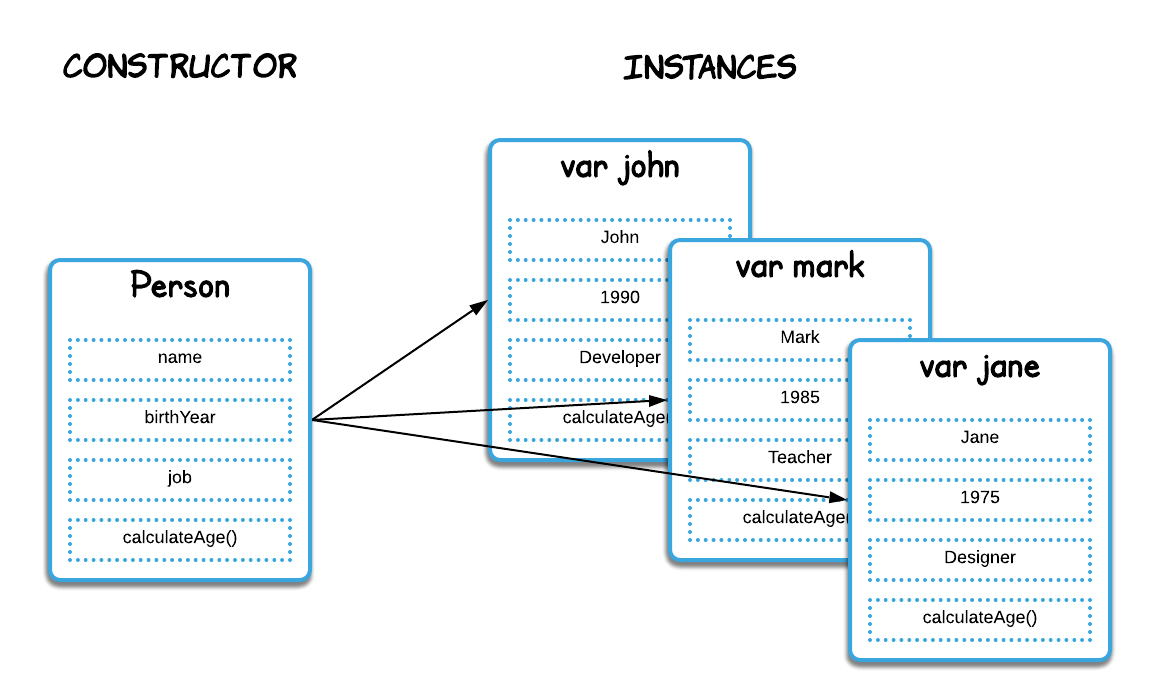 CONSTRUCTOR
INSTANCES
Person
name
birthYear
job
calculateAge()
var john
John
1990
Developer
calculateAge(
var mark
Mark
1985
Teacher
calculateAge(
var jane
Jane
1975
Designer
calculateAge()